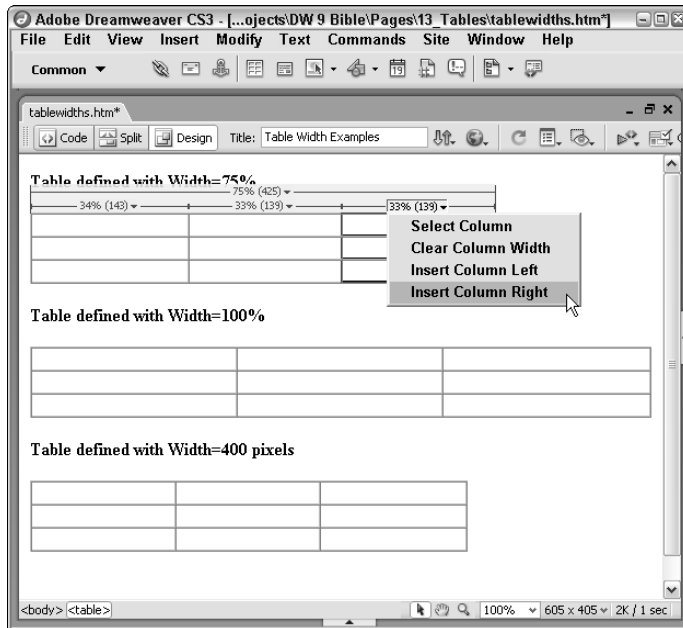 Adobe Dreamweaver CS3 - [...ojects\DW 9 Bible\Pages\13_Tables\tablewidths.htm*]
File Edit View Insert Modify Text Commands Site Window Help
Common
19
tablewidths.htm*
Code Split Design Title: Table Width Examples
Table defined with Width=75%
75% (425)
34% (143) 33% (139) 33% (139)
Select Column
Clear Column Width
Insert Column Left
Insert Column Right
Table defined with Width=100%
Table defined with Width=400 pixels
<body> <table> 100% 605 x 405 2K / 1 sec